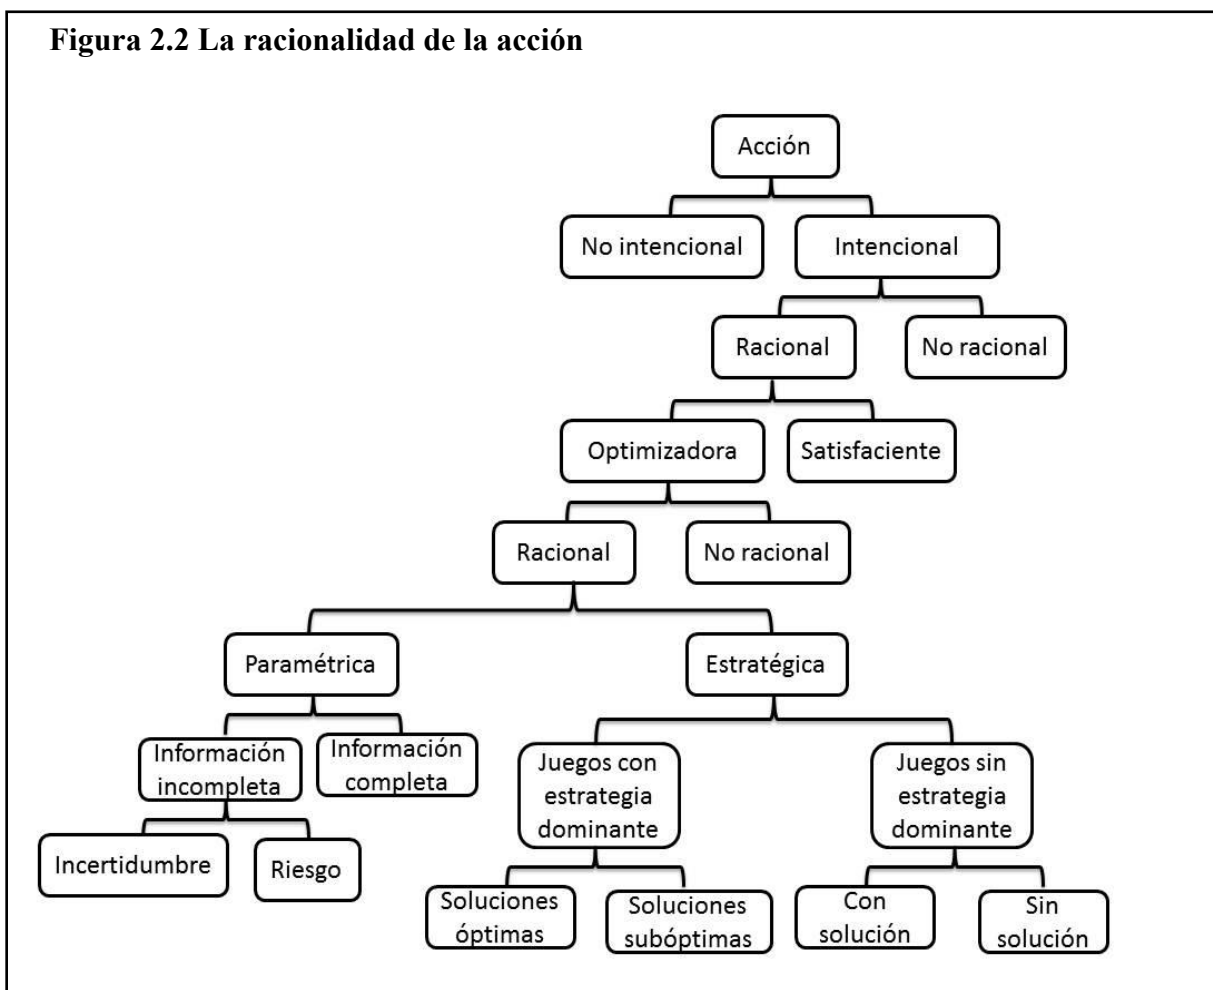 Figura 2.2 La racionalidad de la acción
Acción
No intencional
Intencional
Racional
No racional
Optimizadora
Satisfaciente
Racional
No racional
Paramétrica
Estratégica
Información
incompleta
Información
completa
Juegos con
estrategia
dominante
Juegos sin
estrategia
dominante
Incertidumbre
Riesgo
Soluciones
óptimas
Soluciones
subóptimas
Con
solución
Sin
solución